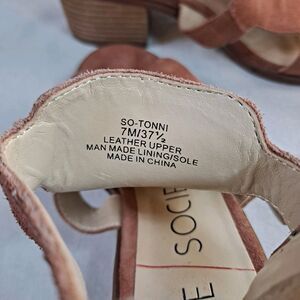 SO-TONNI
7M/37½
LEATHER UPPER
MAN MADE LINING/SOLE
MADE IN CHINA
E SOCIE